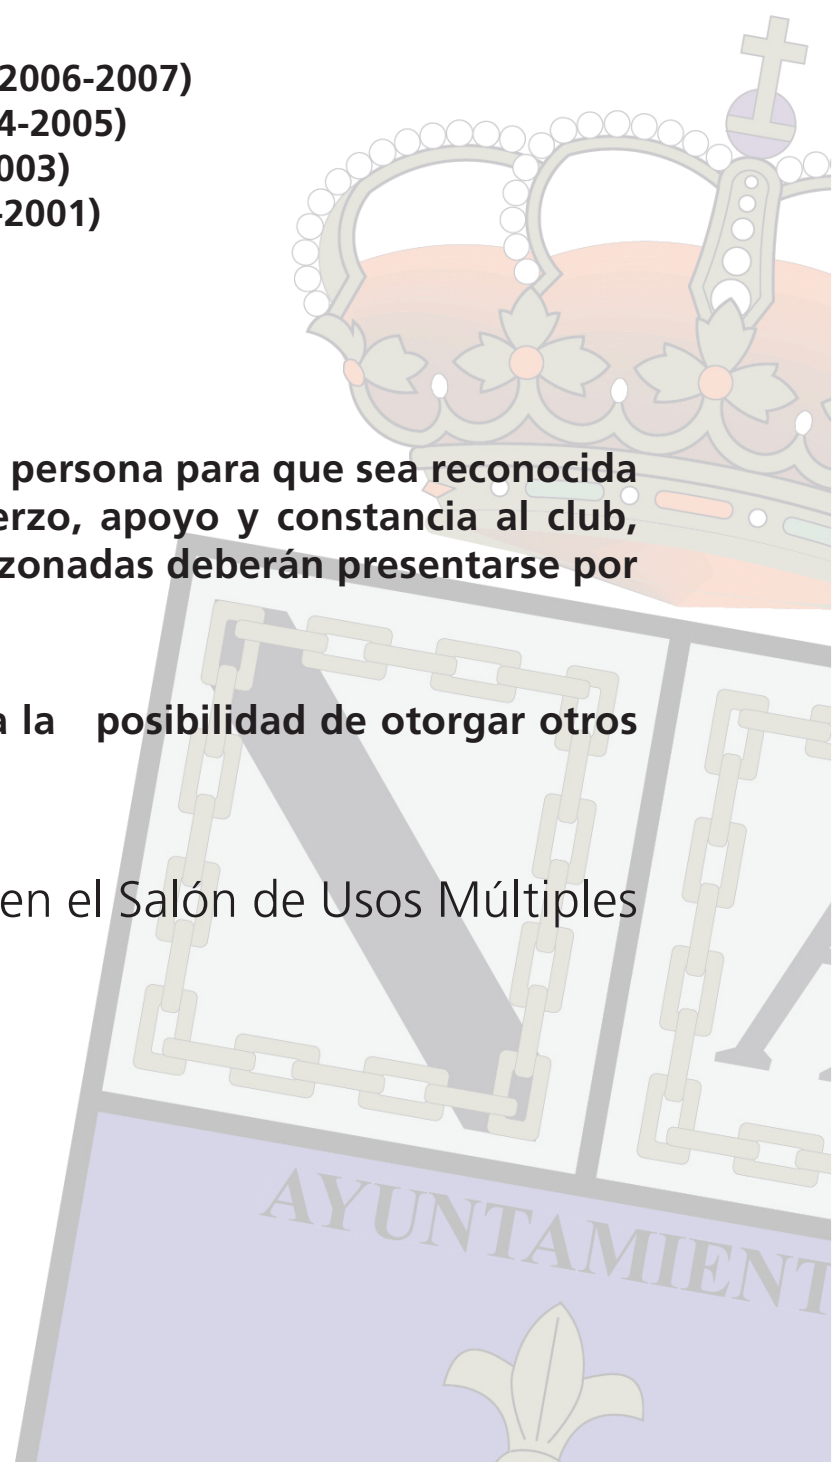 2006-2007)
4-2005)
003)
-2001)
persona para que sea reconocida
erzo, apoyo y constancia al club,
zonadas deberán presentarse por
a la posibilidad de otorgar otros
en el Salón de Usos Múltiples
N
A
AYUNTAMIENT